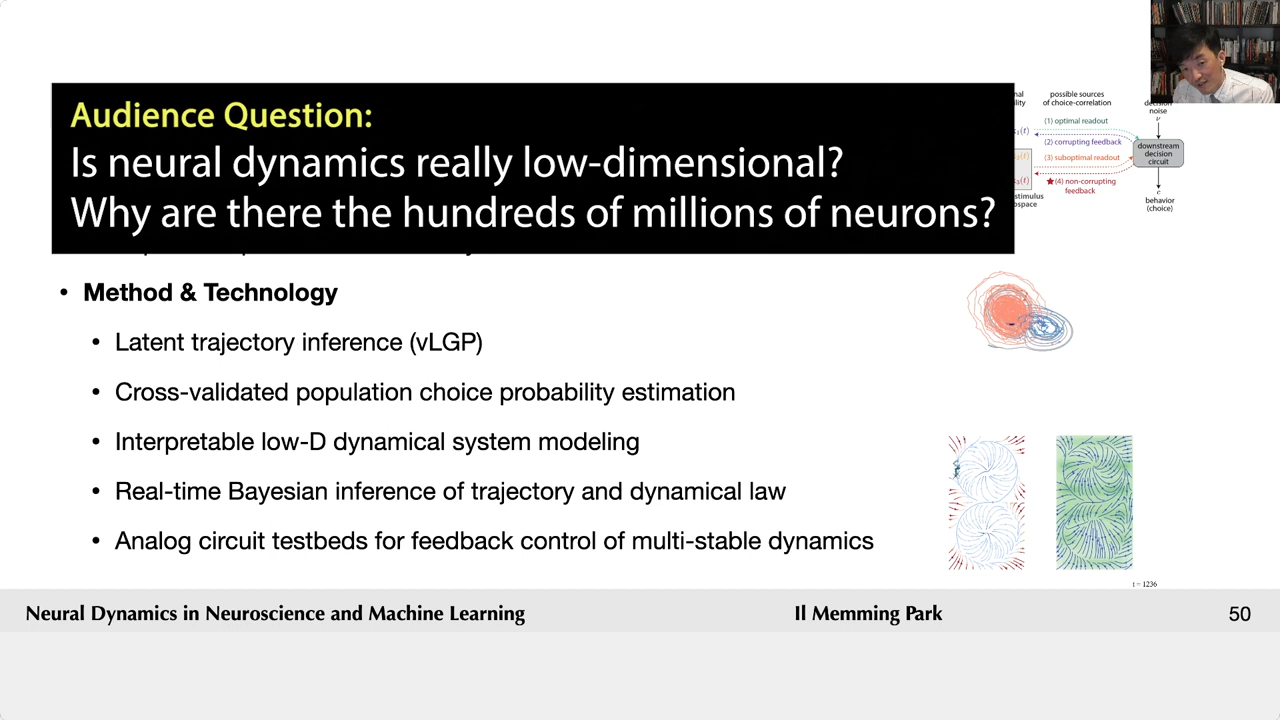 Audience Question:
Is neural dynamics really low-dimensional?
Why are there the hundreds of millions of neurons?
possible sources
of choice-correlation
noise
(1) optimal readout
(2) corrupting feedback
(3) suboptimal readout
(4) non-corrupting
feedback
downstream
decision
circuit
behavior
(choice)
• Method & Technology
• Latent trajectory inference (vLGP)
• Cross-validated population choice probability estimation
• Interpretable low-D dynamical system modeling
• Real-time Bayesian inference of trajectory and dynamical law
• Analog circuit testbeds for feedback control of multi-stable dynamics
t = 1236
Neural Dynamics in Neuroscience and Machine Learning
Il Memming Park
50